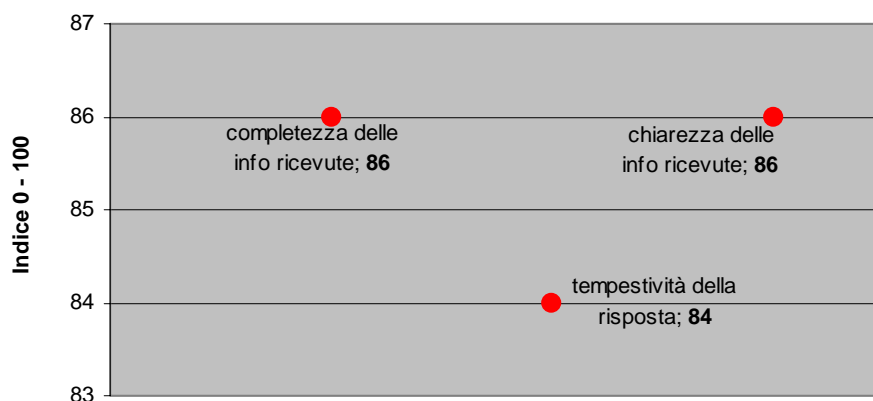 87
86
85
84
83
Indice 0 - 100
completezza delle
info ricevute; 86
chiarezza delle
info ricevute; 86
tempestività della
risposta; 84